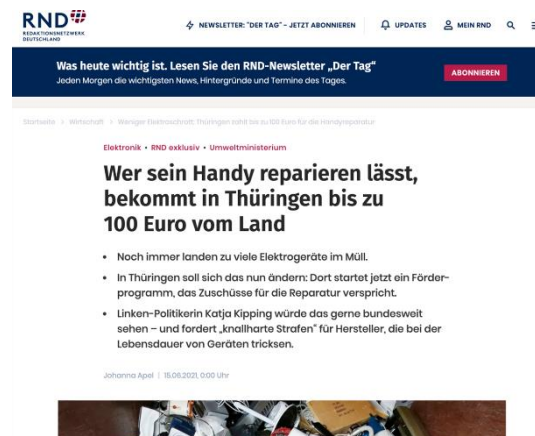 RND
REDAKTIONSNETZWERK
DEUTSCHLAND
NEWSLETTER: "DER TAG" - JETZT ABONNIEREN
UPDATES
MEIN RND
Was heute wichtig ist. Lesen Sie den RND-Newsletter „Der Tag"
Jeden Morgen die wichtigsten News, Hintergründe und Termine des Tages.
ABONNIEREN
Startseite > Wirtschaft > Weniger Elektroschrott: Thüringen zahlt bis zu 100 Euro für die Handyreparatur
Elektronik • RND exklusiv • Umweltministerium
Wer sein Handy reparieren lässt,
bekommt in Thüringen bis zu
100 Euro vom Land
• Noch immer landen zu viele Elektrogeräte im Müll.
• In Thüringen soll sich das nun ändern: Dort startet jetzt ein Förder-
programm, das Zuschüsse für die Reparatur verspricht.
• Linken-Politikerin Katja Kipping würde das gerne bundesweit
sehen – und fordert „knallharte Strafen" für Hersteller, die bei der
Lebensdauer von Geräten tricksen.
Johanna Apel | 15.06.2021, 0:00 Uhr